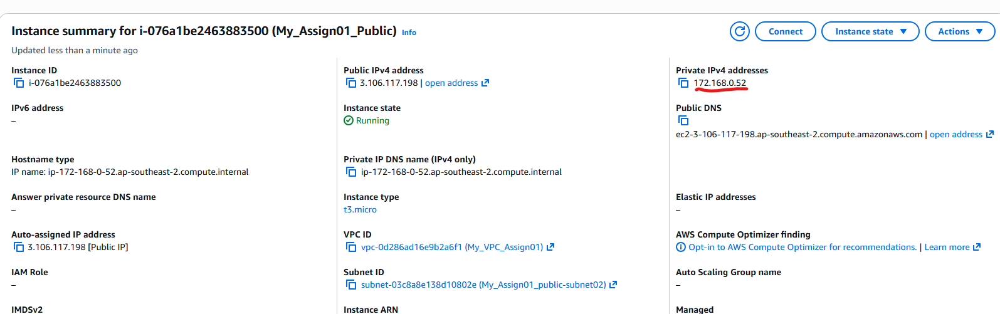 Instance summary for i-076a1be2463883500 (My_Assign01_Public) Info
Connect
Instance state
Actions
Updated less than a minute ago
Instance ID
i-076a1be2463883500
Public IPv4 address
3.106.117.198 | open address
Private IPv4 addresses
172.168.0.52
IPv6 address
–
Instance state
Running
Public DNS
ec2-3-106-117-198.ap-southeast-2.compute.amazonaws.com | open address
Hostname type
IP name: ip-172-168-0-52.ap-southeast-2.compute.internal
Private IP DNS name (IPv4 only)
ip-172-168-0-52.ap-southeast-2.compute.internal
Answer private resource DNS name
–
Instance type
t3.micro
Elastic IP addresses
–
Auto-assigned IP address
3.106.117.198 [Public IP]
VPC ID
vpc-0d286ad16e9b2a6f1 (My_VPC_Assign01)
AWS Compute Optimizer finding
Opt-in to AWS Compute Optimizer for recommendations. | Learn more
IAM Role
–
Subnet ID
subnet-03c8a8e138d10802e (My_Assign01_public-subnet02)
Auto Scaling Group name
–
IMDSv2
Instance ARN
Managed